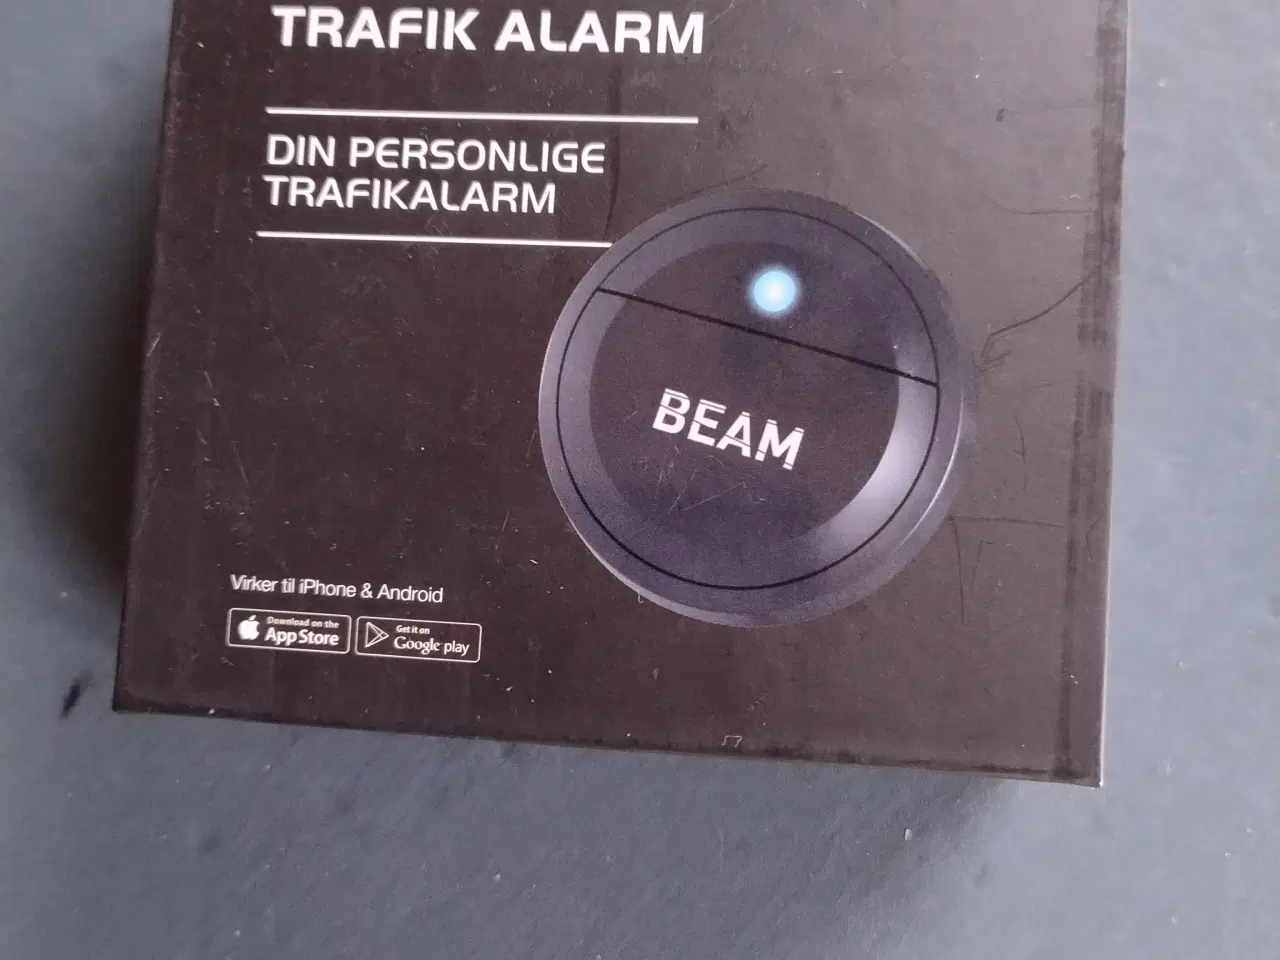 TRAFIK ALARM
DIN PERSONLIGE
TRAFIKALARM
BEAM
Virker til iPhone & Android
Download on the
App Store
Get it on
Google play